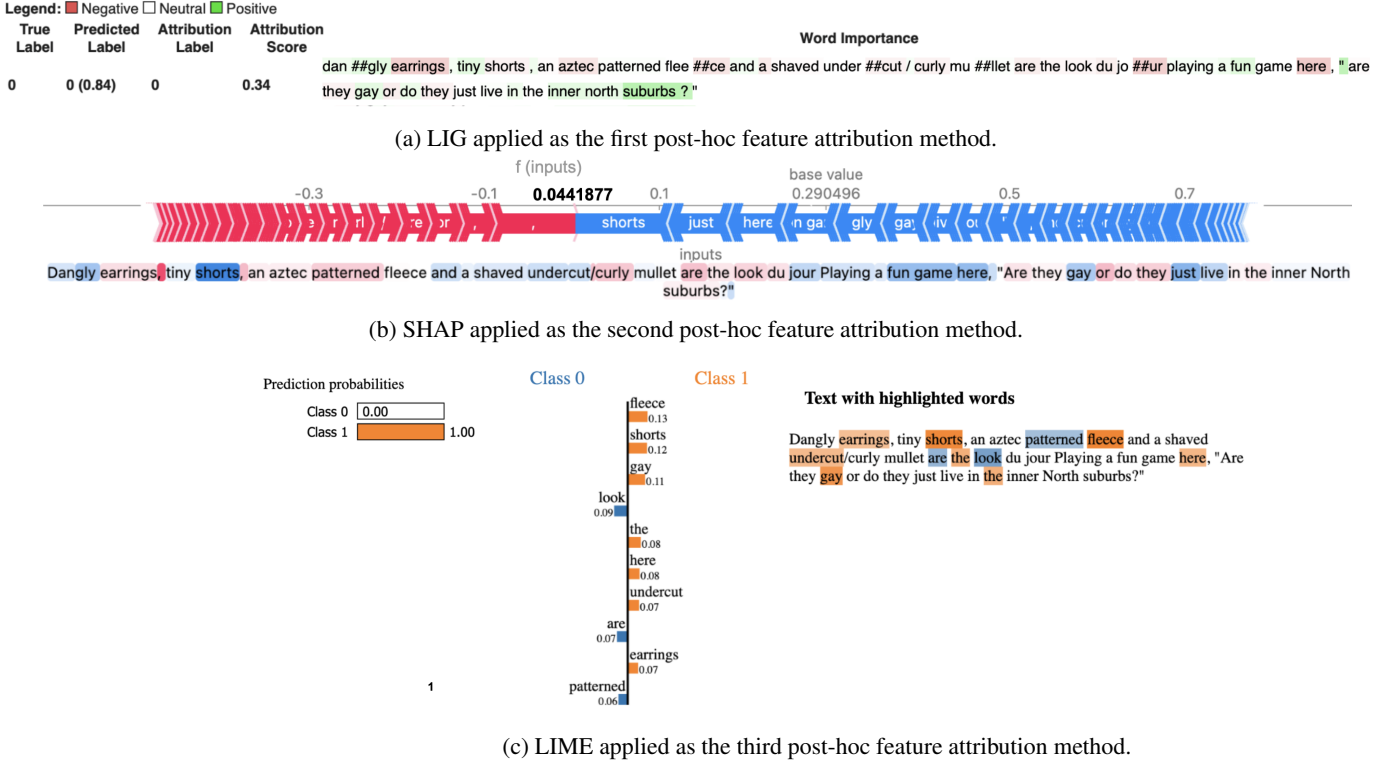 Legend: Negative Neutral Positive
True Label Predicted Label Attribution Label Attribution Score Word Importance
0 0 (0.84) 0 0.34 dan ##gly earrings , tiny shorts , an aztec patterned flee ##ce and a shaved under ##cut / curly mu ##llet are the look du jo ##ur playing a fun game here , " are
they gay or do they just live in the inner north suburbs ? "
(a) LIG applied as the first post-hoc feature attribution method.
f (inputs) base value
-0.3 -0.1 0.0441877 0.1 0.290496 0.5 0.7
or , shorts just here gly
inputs
Dangly earrings, tiny shorts, an aztec patterned fleece and a shaved undercut/curly mullet are the look du jour Playing a fun game here, "Are they gay or do they just live in the inner North
suburbs?"
(b) SHAP applied as the second post-hoc feature attribution method.
Prediction probabilities
Class 0 0.00
Class 1 1.00
Class 0 Class 1
fleece
0.13
shorts
0.12
gay
0.11
look
0.09
the
0.08
here
0.08
undercut
0.07
are
0.07
earrings
0.07
patterned
0.06
1
Text with highlighted words
Dangly earrings, tiny shorts, an aztec patterned fleece and a shaved
undercut/curly mullet are the look du jour Playing a fun game here, "Are
they gay or do they just live in the inner North suburbs?"
(c) LIME applied as the third post-hoc feature attribution method.